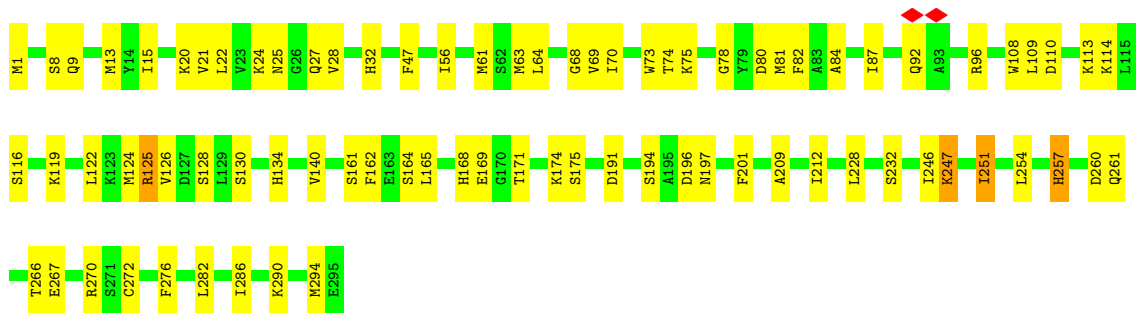 M1 S8 Q9 M13 Y14 I15 K20 V21 L22 V23 K24 N25 G26 Q27 V28 H32 F47 I56 M61 S62 M63 L64 G68 V69 I70 W73 T74 K75 G78 Y79 D80 M81 F82 A83 A84 I87 Q92 A93 R96 W108 L109 D110 K113 K114 L115
S116 K119 L122 K123 M124 R125 V126 D127 S128 L129 S130 H134 V140 S161 F162 E163 S164 L165 H168 E169 G170 T171 K174 S175 D191 S194 A195 D196 N197 F201 A209 I212 L228 S232 I246 K247 I251 L254 H257 D260 Q261
T266 E267 R270 S271 C272 F276 L282 I286 K290 M294 E295